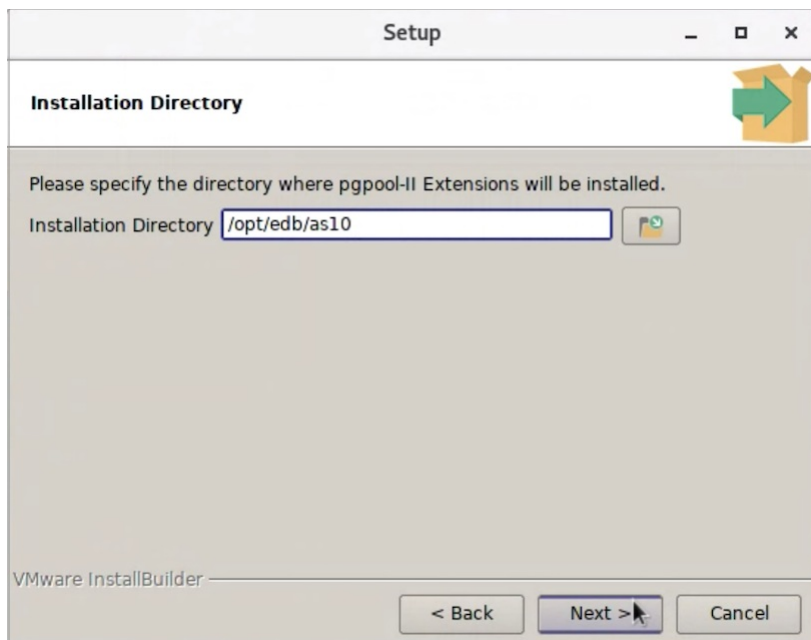 Setup
Installation Directory
Please specify the directory where pgpool-II Extensions will be installed.
Installation Directory /opt/edb/as10
VMware InstallBuilder
< Back Next > Cancel